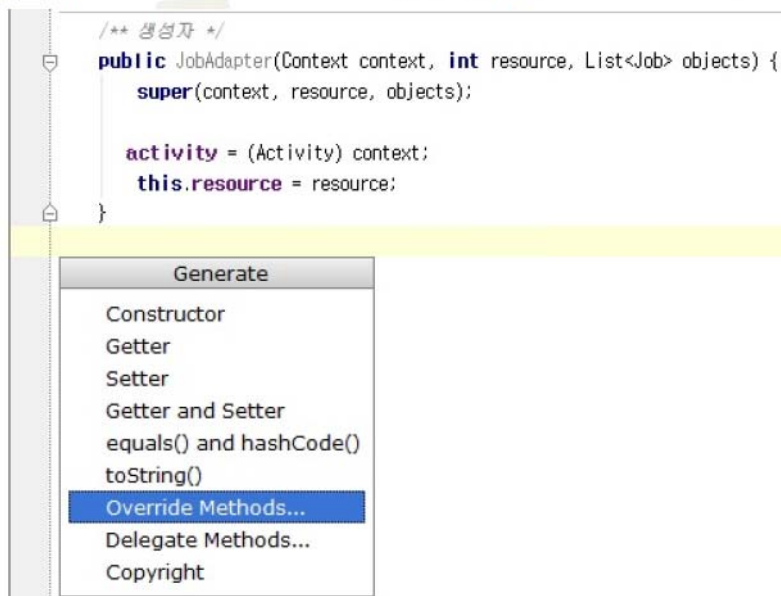 /** 생성자 */
public JobAdapter(Context context, int resource, List<Job> objects) {
super(context, resource, objects);
activity = (Activity) context;
this.resource = resource;
}
Generate
Constructor
Getter
Setter
Getter and Setter
equals() and hashCode()
toString()
Override Methods...
Delegate Methods...
Copyright